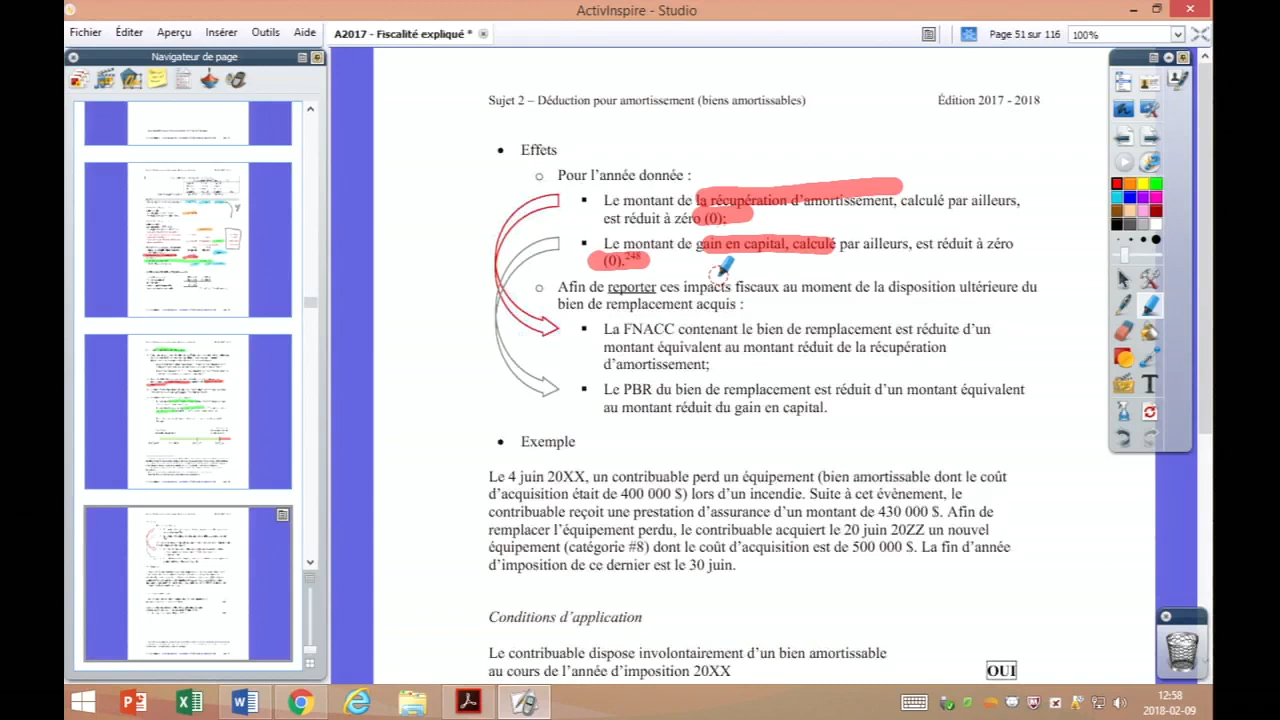 ActivInspire - Studio
Fichier Éditer Aperçu Insérer Outils Aide
A2017 - Fiscalité expliqué *
Page 51 sur 116
100%
Navigateur de page
Sujet 2 – Déduction pour amortissement (biens amortissables)
Édition 2017 - 2018
• Effets
o Pour l’année donnée :
▪ Le montant de la récupération d’amortissement, calculé par ailleurs,
est réduit à zéro (0);
▪ Le montant de gain en capital, calculé par ailleurs, est réduit à zéro
(0).248
o Afin de reporter ces impacts fiscaux au moment de la disposition ultérieure du
bien de remplacement acquis :
▪ La FNACC contenant le bien de remplacement est réduite d’un
montant équivalent au montant réduit de la récupération
d’amortissement;
▪ Le PBR du bien de remplacement est réduit d’un montant équivalent
au montant réduit du gain en capital.
• Exemple
Le 4 juin 20XX, un contribuable perd un équipement (bien amortissable dont le coût
d’acquisition était de 400 000 $) lors d’un incendie. Suite à cet évènement, le
contribuable reçoit une prestation d’assurance d’un montant de 430 000 $. Afin de
remplacer l’équipement perdu, le contribuable acquiert le 26 juin 20ZZ un nouvel
équipement (catégorie #8) dont le coût d’acquisition est de 500 000 $. La fin d’année
d’imposition de ce dernier est le 30 juin.
Conditions d’application
Le contribuable dispose involontairement d’un bien amortissable
au cours de l’année d’imposition 20XX
OUI
12:58
2018-02-09